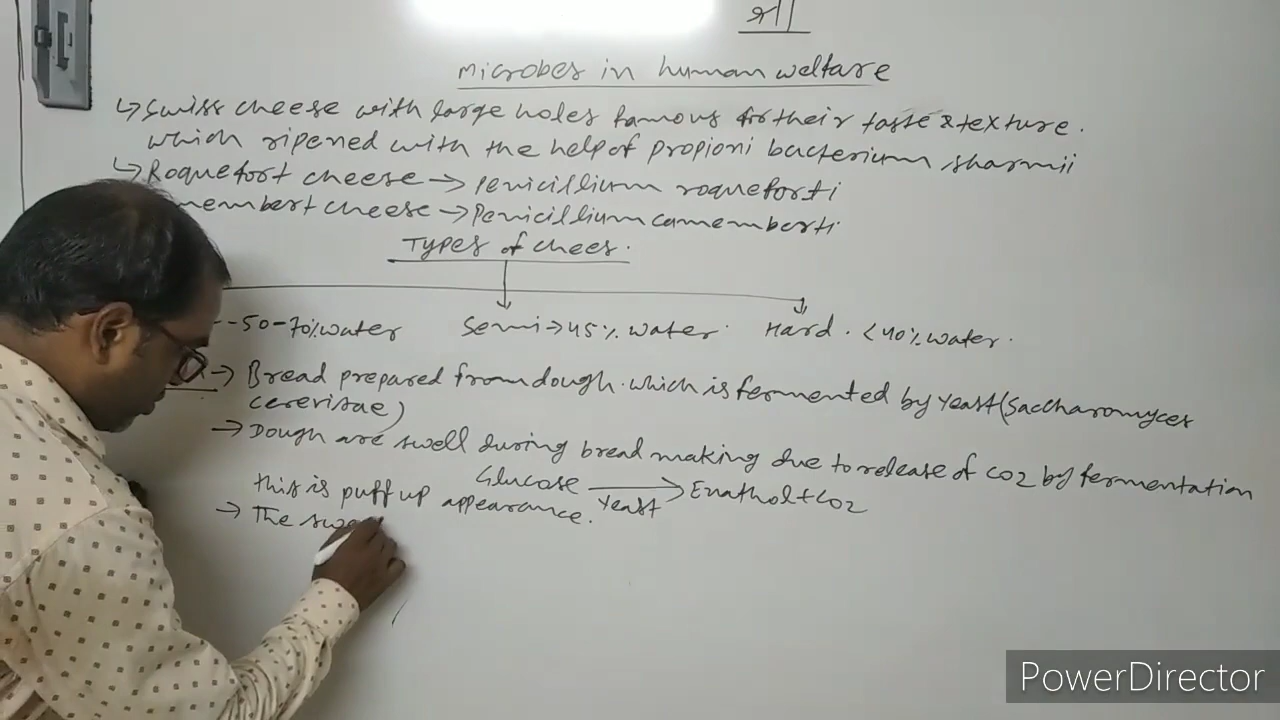 श्री
Microbes in human welfare
↳ Swiss cheese with large holes famous for their taste & texture.
which ripened with the help of propioni bacterium sharmii
↳ Roquefort cheese → Penicillium roqueforti
membert cheese → Penicillium camemberti
Types of chees.
--50-70% water Semi → 45% water. Hard. <40% water.
→ Bread prepared from dough. which is fermented by yeast (Saccharomyces
cerevisae)
→ Dough are swell during bread making due to release of CO2 by fermentation
Glucose → Enathol + CO2
Yeast
this is puff up appearance.
→ The
PowerDirector